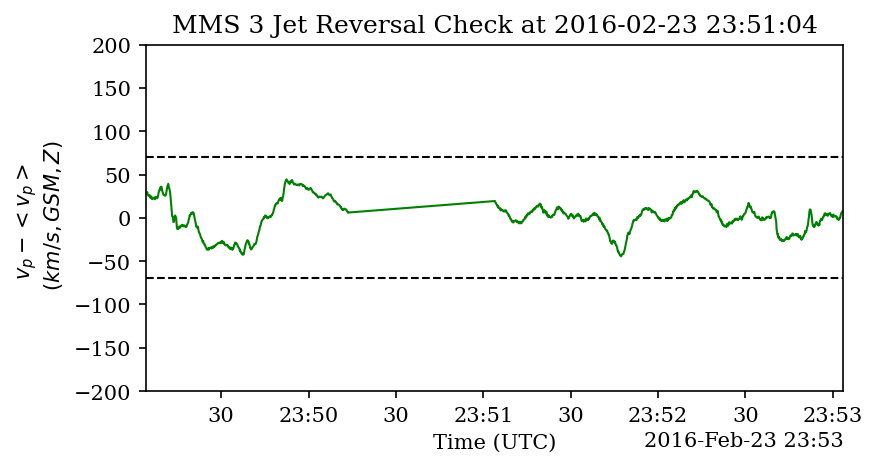 MMS 3 Jet Reversal Check at 2016-02-23 23:51:04
v_p − < v_p >
(km/s, GSM, Z)
200
150
100
50
0
−50
−100
−150
−200
30 23:50 30 23:51 30 23:52 30 23:53
Time (UTC)
2016-Feb-23 23:53